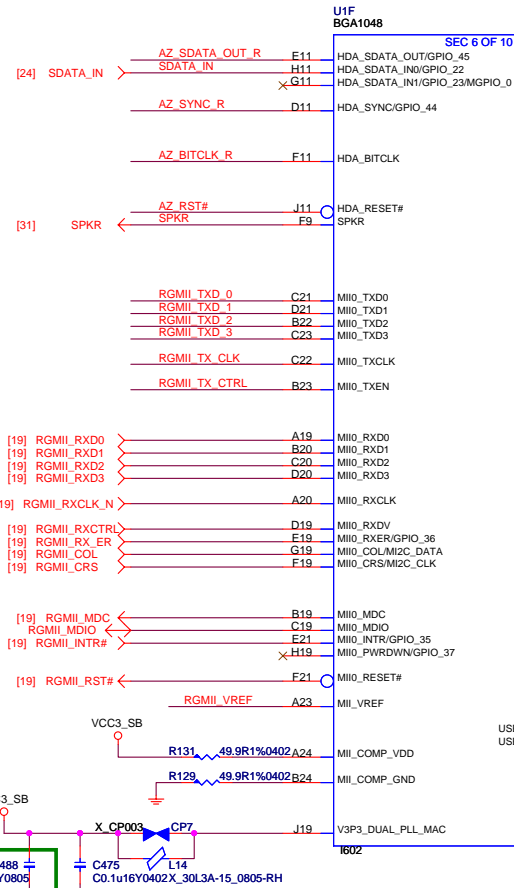 U1F
BGA1048
SEC 6 OF 10
AZ_SDATA_OUT_R E11 HDA_SDATA_OUT/GPIO_45
[24] SDATA_IN SDATA_IN H11 HDA_SDATA_IN0/GPIO_22
G11 HDA_SDATA_IN1/GPIO_23/MGPIO_0
AZ_SYNC_R D11 HDA_SYNC/GPIO_44
AZ_BITCLK_R F11 HDA_BITCLK
AZ_RST# J11 HDA_RESET#
[31] SPKR SPKR F9 SPKR
RGMII_TXD_0 C21 MII0_TXD0
RGMII_TXD_1 D21 MII0_TXD1
RGMII_TXD_2 B22 MII0_TXD2
RGMII_TXD_3 C23 MII0_TXD3
RGMII_TX_CLK C22 MII0_TXCLK
RGMII_TX_CTRL B23 MII0_TXEN
[19] RGMII_RXD0 A19 MII0_RXD0
[19] RGMII_RXD1 B20 MII0_RXD1
[19] RGMII_RXD2 C20 MII0_RXD2
[19] RGMII_RXD3 D20 MII0_RXD3
19] RGMII_RXCLK_N A20 MII0_RXCLK
[19] RGMII_RXCTRL D19 MII0_RXDV
[19] RGMII_RX_ER E19 MII0_RXER/GPIO_36
[19] RGMII_COL G19 MII0_COL/MI2C_DATA
[19] RGMII_CRS F19 MII0_CRS/MI2C_CLK
[19] RGMII_MDC B19 MII0_MDC
RGMII_MDIO C19 MII0_MDIO
[19] RGMII_INTR# E21 MII0_INTR/GPIO_35
H19 MII0_PWRDWN/GPIO_37
[19] RGMII_RST# F21 MII0_RESET#
RGMII_VREF A23 MII_VREF
VCC3_SB
USI
USI
R131 49.9R1%0402 A24 MII_COMP_VDD
R129 49.9R1%0402 B24 MII_COMP_GND
3_SB
X_CP003 CP7 J19 V3P3_DUAL_PLL_MAC
I602
488 C475 L14
Y0805 C0.1u16Y0402 X_30L3A-15_0805-RH